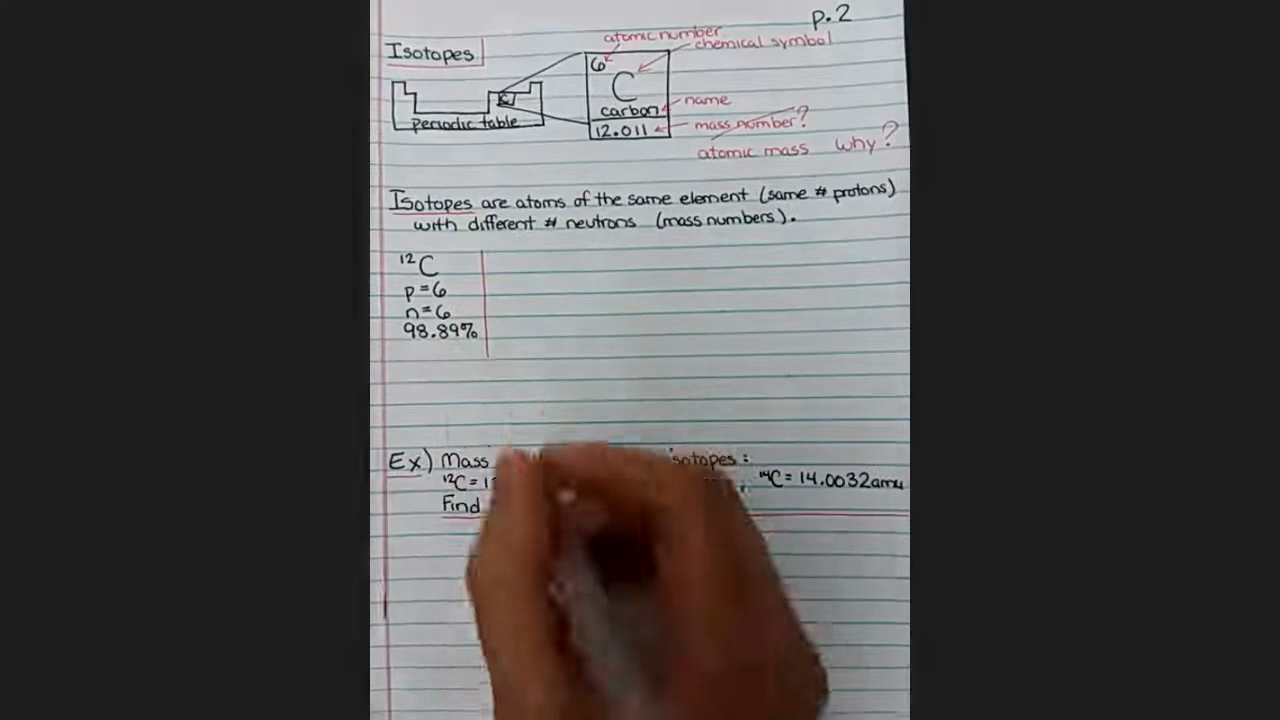 p.2
Isotopes
atomic number
chemical symbol
6
C
carbon
name
12.011
mass number?
atomic mass why?
C
periodic table
Isotopes are atoms of the same element (same # protons)
with different # neutrons (mass numbers).
¹²C
p=6
n=6
98.89%
Ex) Mass isotopes:
¹²C = 1 , ¹⁴C = 14.0032amu
Find